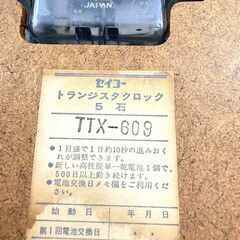 JAPAN
セイコー
トランジスタクロック
5石
TTX-609
●1目盛で1日約10秒の進みおく
れが調整できます。
●新しい高性能単一乾電池1個で、
500日以上動き続けます。
●電池交換日メモ欄をご利用くだ
さい。
始動日 年月日
第1回電池交換日